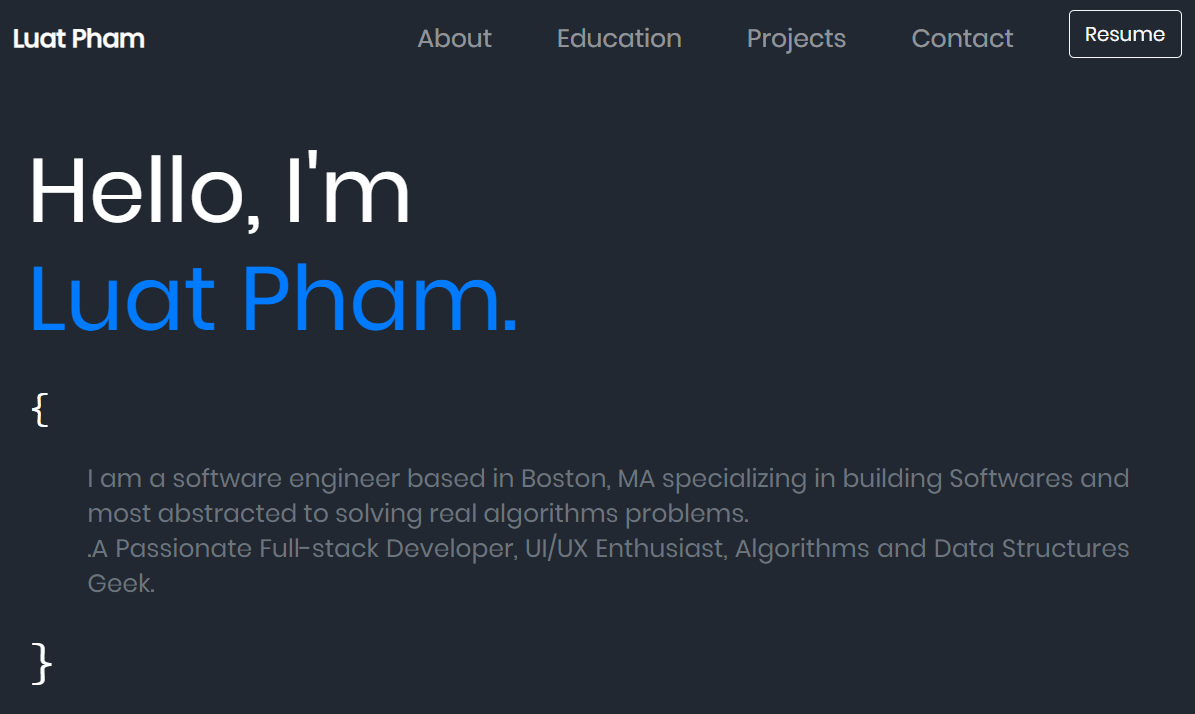 Luat Pham
About
Education
Projects
Contact
Resume
Hello, I'm
Luat Pham.
{
I am a software engineer based in Boston, MA specializing in building Softwares and
most abstracted to solving real algorithms problems.
.A Passionate Full-stack Developer, UI/UX Enthusiast, Algorithms and Data Structures
Geek.
}